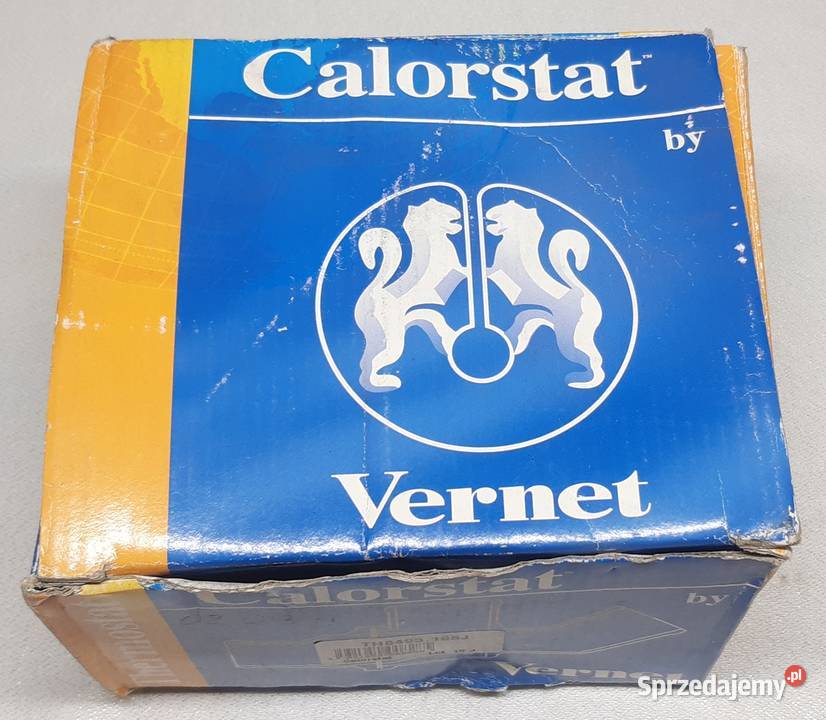 Calorstat™
by
Vernet
Calorstat
by
Vernet
Sprzedajemy.pl